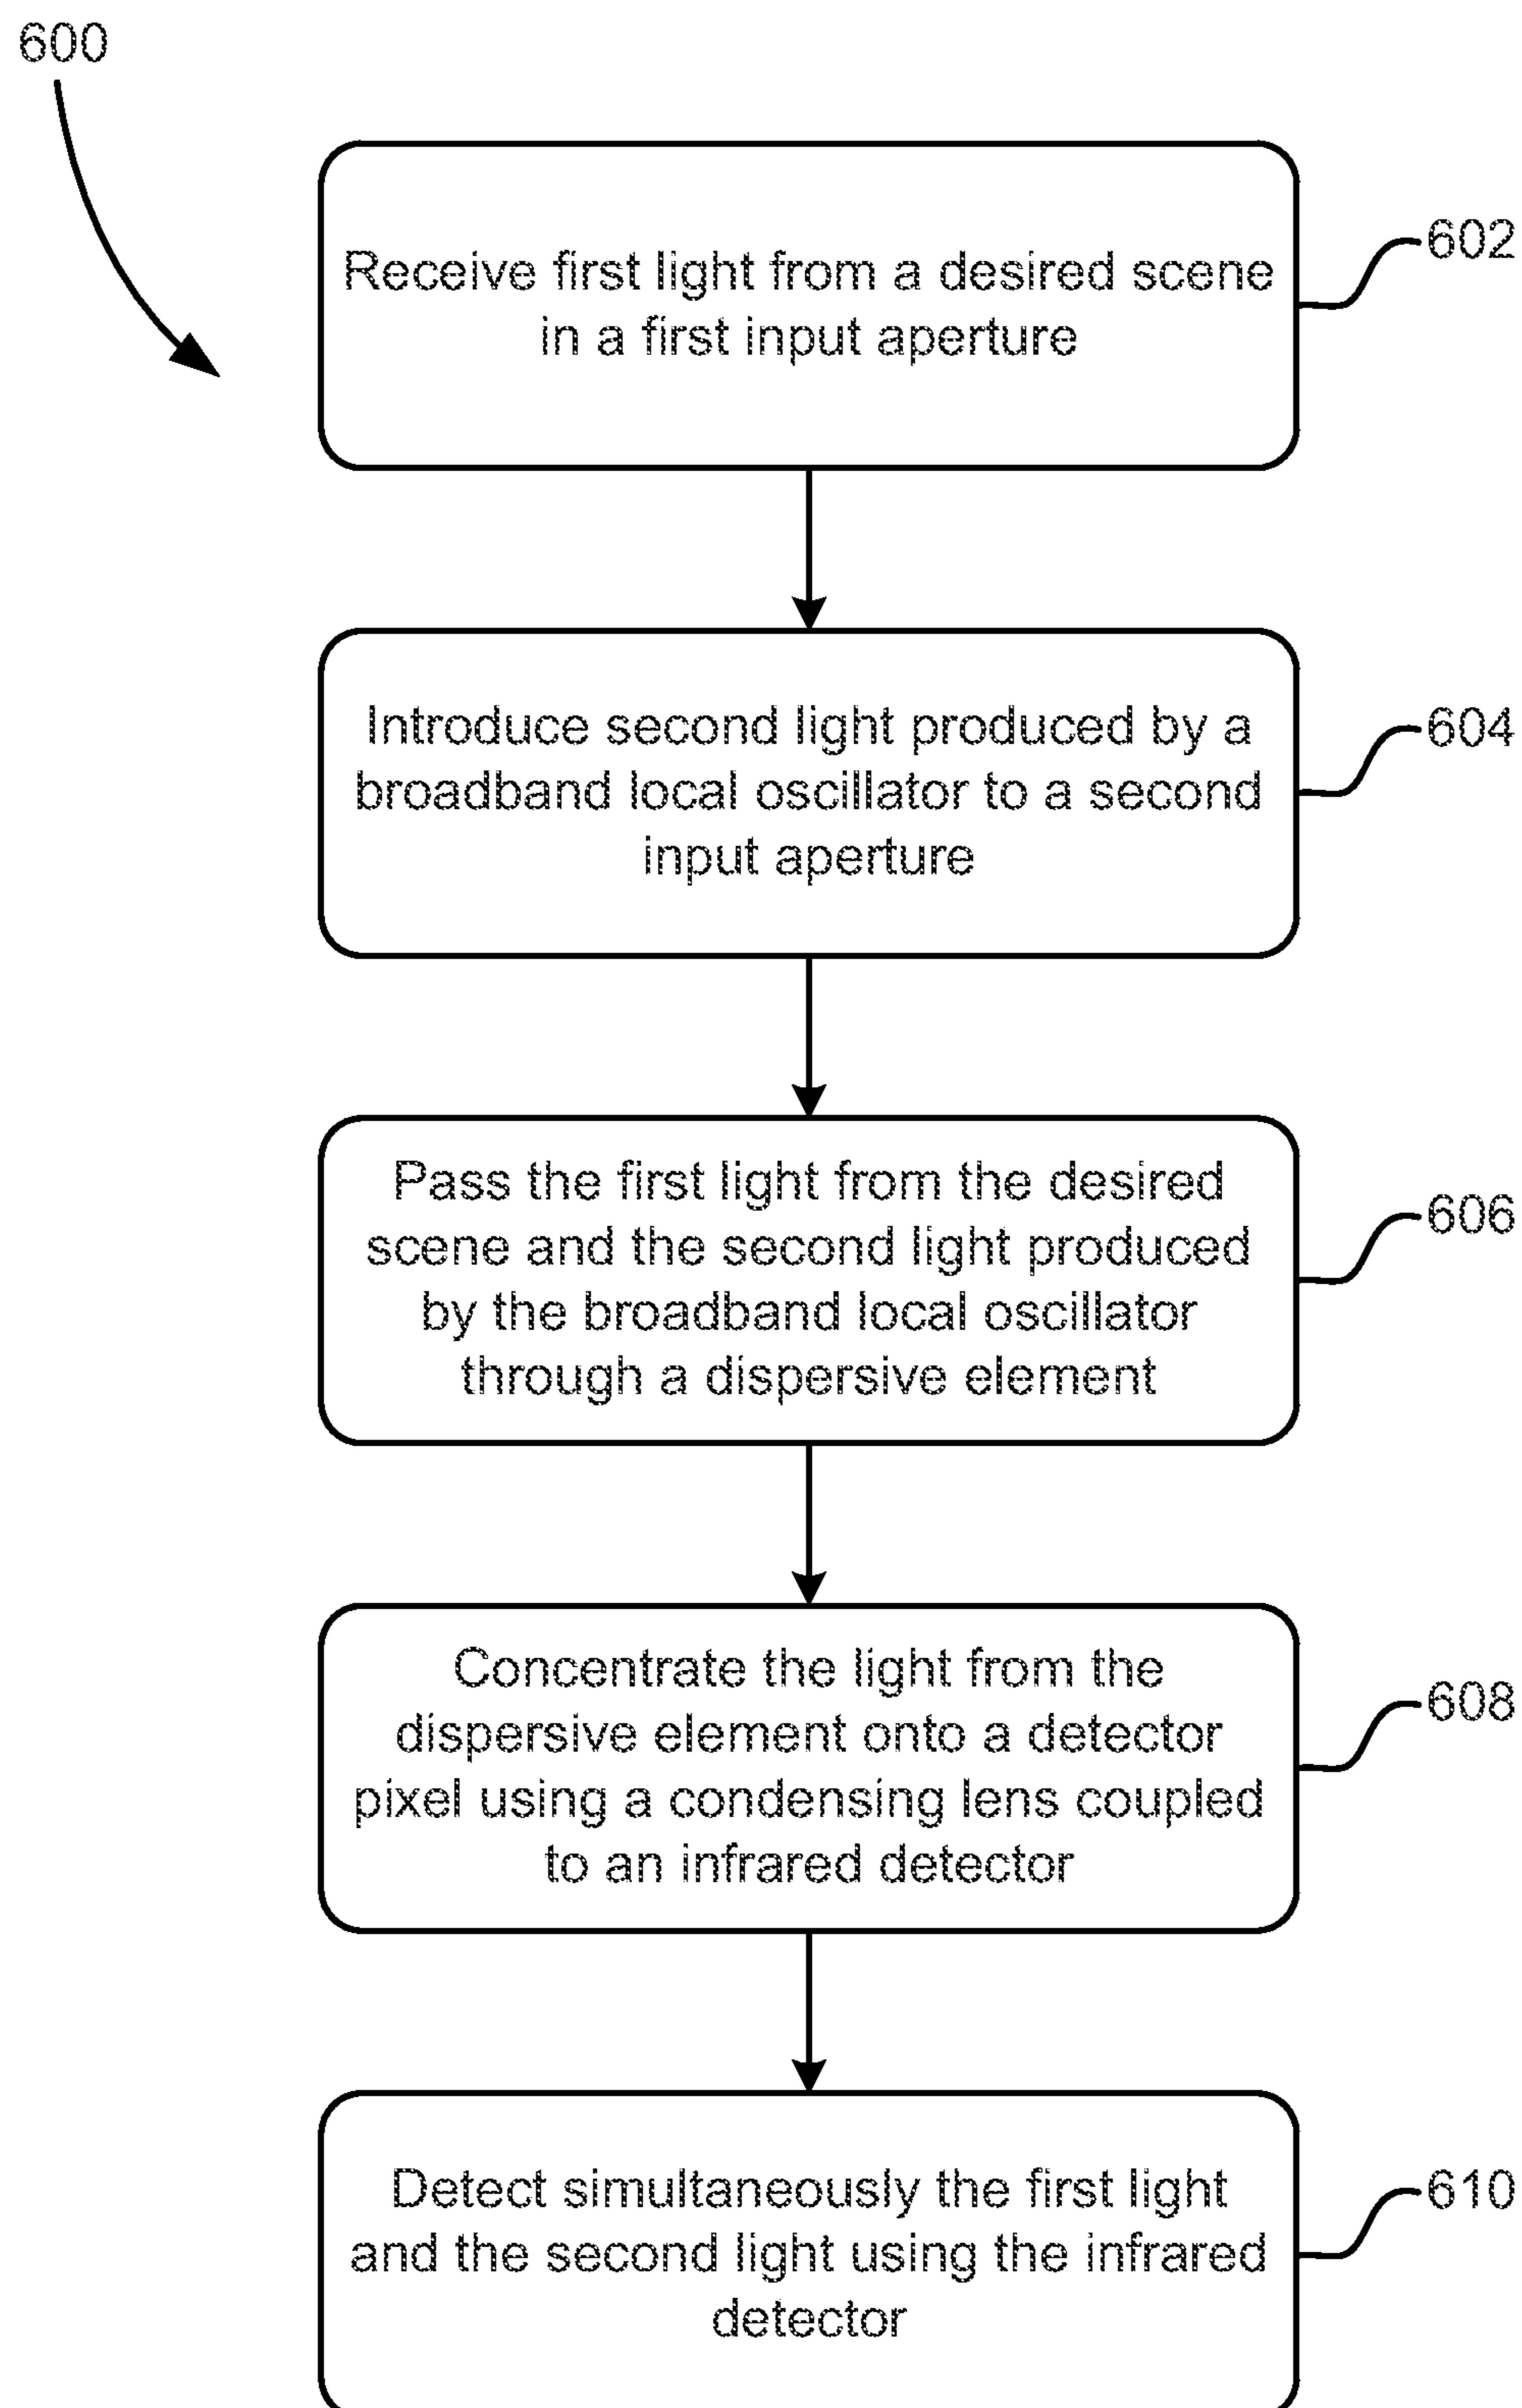 600
Receive first light from a desired scene
in a first input aperture
602
Introduce second light produced by a
broadband local oscillator to a second
input aperture
604
Pass the first light from the desired
scene and the second light produced
by the broadband local oscillator
through a dispersive element
606
Concentrate the light from the
dispersive element onto a detector
pixel using a condensing lens coupled
to an infrared detector
608
Detect simultaneously the first light
and the second light using the infrared
detector
610